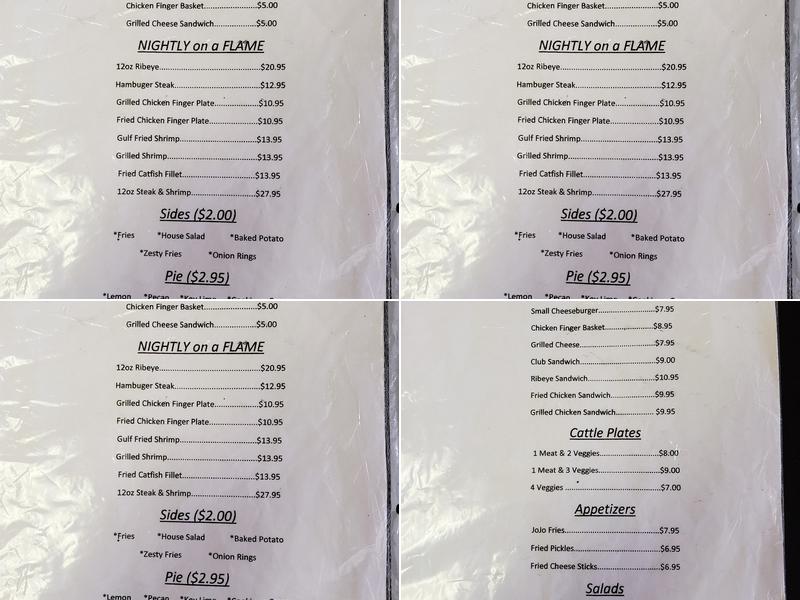 Chicken Finger Basket....................$5.00
Grilled Cheese Sandwich...............$5.00
NIGHTLY on a FLAME
12oz Ribeye.......................................$20.95
Hambuger Steak.................................$12.95
Grilled Chicken Finger Plate.............$10.95
Fried Chicken Finger Plate................$10.95
Gulf Fried Shrimp...........................$13.95
Grilled Shrimp..................................$13.95
Fried Catfish Fillet..........................$13.95
12oz Steak & Shrimp.......................$27.95
Sides ($2.00)
*Fries *House Salad *Baked Potato
*Zesty Fries *Onion Rings
Pie ($2.95)
*Lemon *Pecan *Key Lime
Chicken Finger Basket....................$5.00
Grilled Cheese Sandwich...............$5.00
NIGHTLY on a FLAME
12oz Ribeye.......................................$20.95
Hambuger Steak.................................$12.95
Grilled Chicken Finger Plate.............$10.95
Fried Chicken Finger Plate................$10.95
Gulf Fried Shrimp...........................$13.95
Grilled Shrimp..................................$13.95
Fried Catfish Fillet..........................$13.95
12oz Steak & Shrimp.......................$27.95
Sides ($2.00)
*Fries *House Salad *Baked Potato
*Zesty Fries *Onion Rings
Pie ($2.95)
*Lemon *Pecan *Key Lime
Chicken Finger Basket....................$5.00
Grilled Cheese Sandwich...............$5.00
NIGHTLY on a FLAME
12oz Ribeye.......................................$20.95
Hambuger Steak.................................$12.95
Grilled Chicken Finger Plate.............$10.95
Fried Chicken Finger Plate................$10.95
Gulf Fried Shrimp...........................$13.95
Grilled Shrimp..................................$13.95
Fried Catfish Fillet..........................$13.95
12oz Steak & Shrimp.......................$27.95
Sides ($2.00)
*Fries *House Salad *Baked Potato
*Zesty Fries *Onion Rings
Pie ($2.95)
*Lemon *Pecan *Key Lime
Small Cheeseburger.......................$7.95
Chicken Finger Basket....................$8.95
Grilled Cheese................................$7.95
Club Sandwich...............................$9.00
Ribeye Sandwich...........................$10.95
Fried Chicken Sandwich.................$9.95
Grilled Chicken Sandwich..............$9.95
Cattle Plates
1 Meat & 2 Veggies.........................$8.00
1 Meat & 3 Veggies.........................$9.00
4 Veggies ......................................$7.00
Appetizers
JoJo Fries......................................$7.95
Fried Pickles.................................$6.95
Fried Cheese Sticks.......................$6.95
Salads